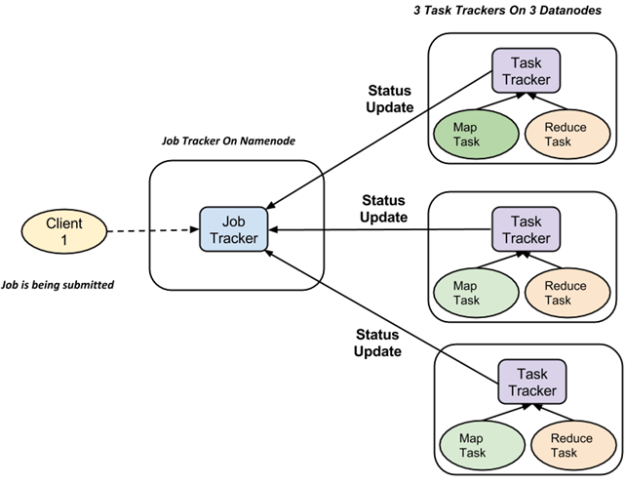 3 Task Trackers On 3 Datanodes
Task
Tracker
Status
Update
Map
Task
Reduce
Task
Job Tracker On Namenode
Client
1
Job
Tracker
Status
Update
Task
Tracker
Map
Task
Reduce
Task
Job is being submitted
Status
Update
Task
Tracker
Map
Task
Reduce
Task